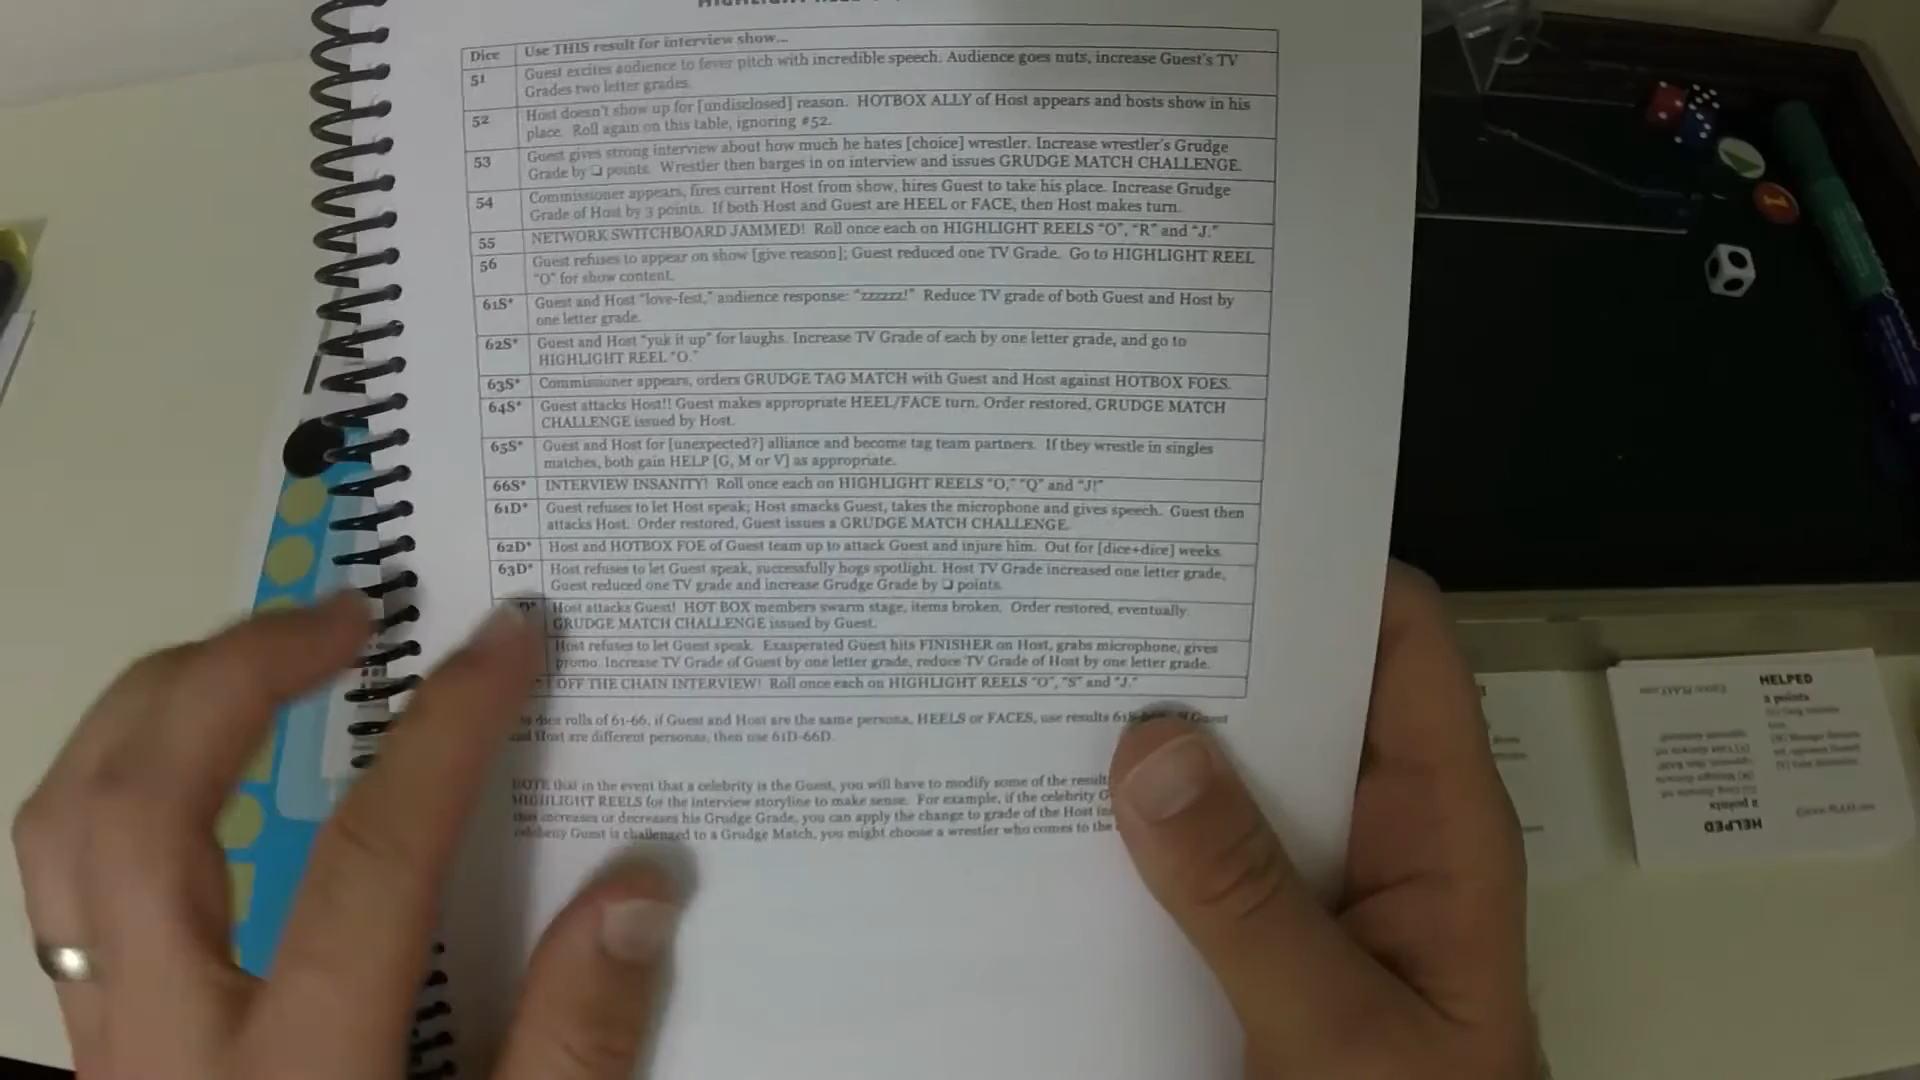 Dice Use THIS result for interview show...
51 Guest excites audience to fever pitch with incredible speech. Audience goes nuts, increase Guest's TV
Grades two letter grades.
52 Host doesn't show up for [undisclosed] reason. HOTBOX ALLY of Host appears and hosts show in his
place. Roll again on this table, ignoring #52.
53 Guest gives strong interview about how much he hates [choice] wrestler. Increase wrestler's Grudge
Grade by ❑ points. Wrestler then barges in on interview and issues GRUDGE MATCH CHALLENGE.
54 Commissioner appears, fires current Host from show, hires Guest to take his place. Increase Grudge
Grade of Host by 3 points. If both Host and Guest are HEEL or FACE, then Host makes turn.
55 NETWORK SWITCHBOARD JAMMED! Roll once each on HIGHLIGHT REELS "O", "R" and "J."
56 Guest refuses to appear on show [give reason]; Guest reduced one TV Grade. Go to HIGHLIGHT REEL
"O" for show content.
61S* Guest and Host "love-fest," audience response: "zzzzzz!" Reduce TV grade of both Guest and Host by
one letter grade.
62S* Guest and Host "yuk it up" for laughs. Increase TV Grade of each by one letter grade, and go to
HIGHLIGHT REEL "O."
63S* Commissioner appears, orders GRUDGE TAG MATCH with Guest and Host against HOTBOX FOES.
64S* Guest attacks Host!! Guest makes appropriate HEEL/FACE turn. Order restored, GRUDGE MATCH
CHALLENGE issued by Host.
65S* Guest and Host for [unexpected?] alliance and become tag team partners. If they wrestle in singles
matches, both gain HELP [G, M or V] as appropriate.
66S* INTERVIEW INSANITY! Roll once each on HIGHLIGHT REELS "O," "Q" and "J!"
61D* Guest refuses to let Host speak; Host smacks Guest, takes the microphone and gives speech. Guest then
attacks Host. Order restored, Guest issues a GRUDGE MATCH CHALLENGE.
62D* Host and HOTBOX FOE of Guest team up to attack Guest and injure him. Out for [dice+dice] weeks.
63D* Host refuses to let Guest speak, successfully hogs spotlight. Host TV Grade increased one letter grade,
Guest reduced one TV grade and increase Grudge Grade by ❑ points.
D* Host attacks Guest! HOT BOX members swarm stage, items broken. Order restored, eventually.
GRUDGE MATCH CHALLENGE issued by Guest.
Host refuses to let Guest speak. Exasperated Guest hits FINISHER on Host, grabs microphone, gives
promo. Increase TV Grade of Guest by one letter grade, reduce TV Grade of Host by one letter grade.
OFF THE CHAIN INTERVIEW! Roll once each on HIGHLIGHT REELS "O", "S" and "J."
dice rolls of 61-66, if Guest and Host are the same persona, HEELS or FACES, use results Guest
and Host are different personas, then use 61D-66D.
NOTE that in the event that a celebrity is the Guest, you will have to modify some of the result
HIGHLIGHT REELS for the interview storyline to make sense. For example, if the celebrity
increases or decreases his Grudge Grade, you can apply the change to grade of the Host
celebrity Guest is challenged to a Grudge Match, you might choose a wrestler who comes to the
HELPED
2 points
HELPED
2 points